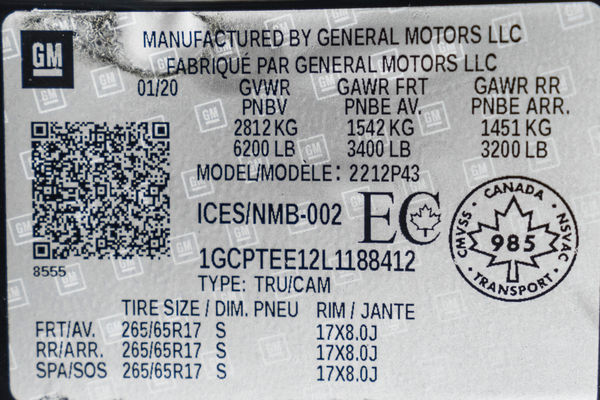 GM
MANUFACTURED BY GENERAL MOTORS LLC
FABRIQUÉ PAR GENERAL MOTORS LLC
01/20 GVWR GAWR FRT GAWR RR
PNBV PNBE AV. PNBE ARR.
2812 KG 1542 KG 1451 KG
6200 LB 3400 LB 3200 LB
MODEL/MODÈLE: 2212P43
ICES/NMB-002 EC
CANADA
CMVSS 985 NSVAC
TRANSPORT
8555
1GCPTEE12L1188412
TYPE: TRU/CAM
TIRE SIZE / DIM. PNEU RIM / JANTE
FRT/AV. 265/65R17 S 17X8.0J
RR/ARR. 265/65R17 S 17X8.0J
SPA/SOS 265/65R17 S 17X8.0J